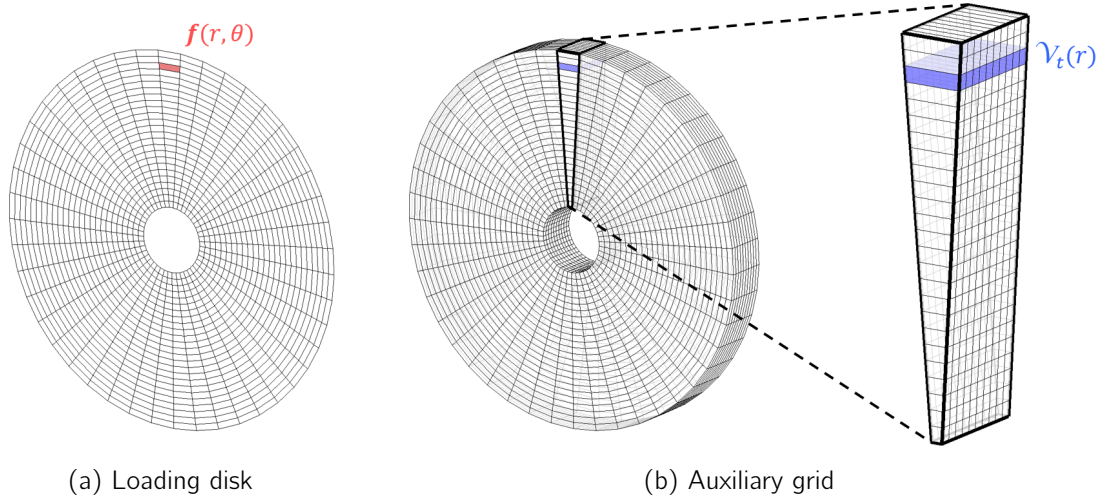 f(r, θ)
𝒱ₜ(r)
(a) Loading disk
(b) Auxiliary grid